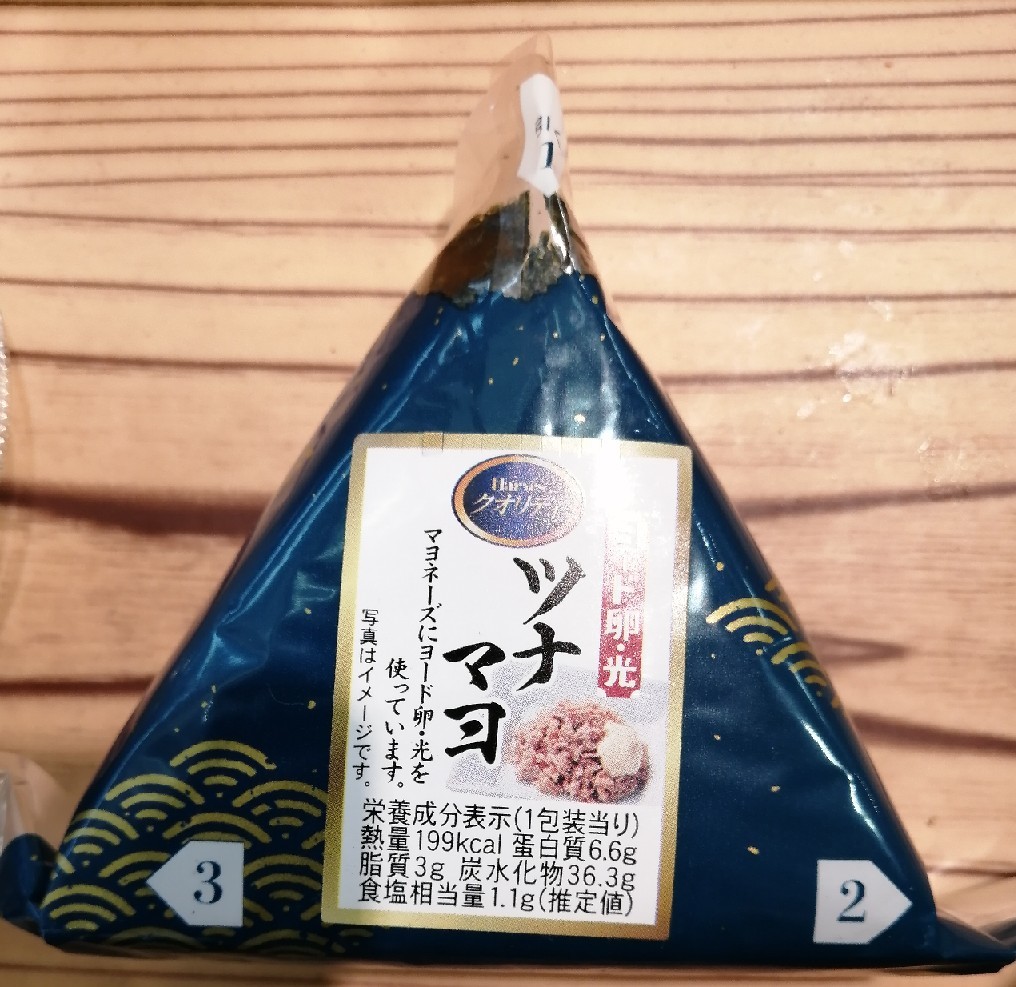 1
クオリティ
ヨード卵・光
ツナ
マヨ
マヨネーズにヨード卵・光を
使っています。
写真はイメージです。
栄養成分表示(1包装当り)
熱量199kcal 蛋白質6.6g
脂質3g 炭水化物36.3g
食塩相当量1.1g(推定値)
3
2